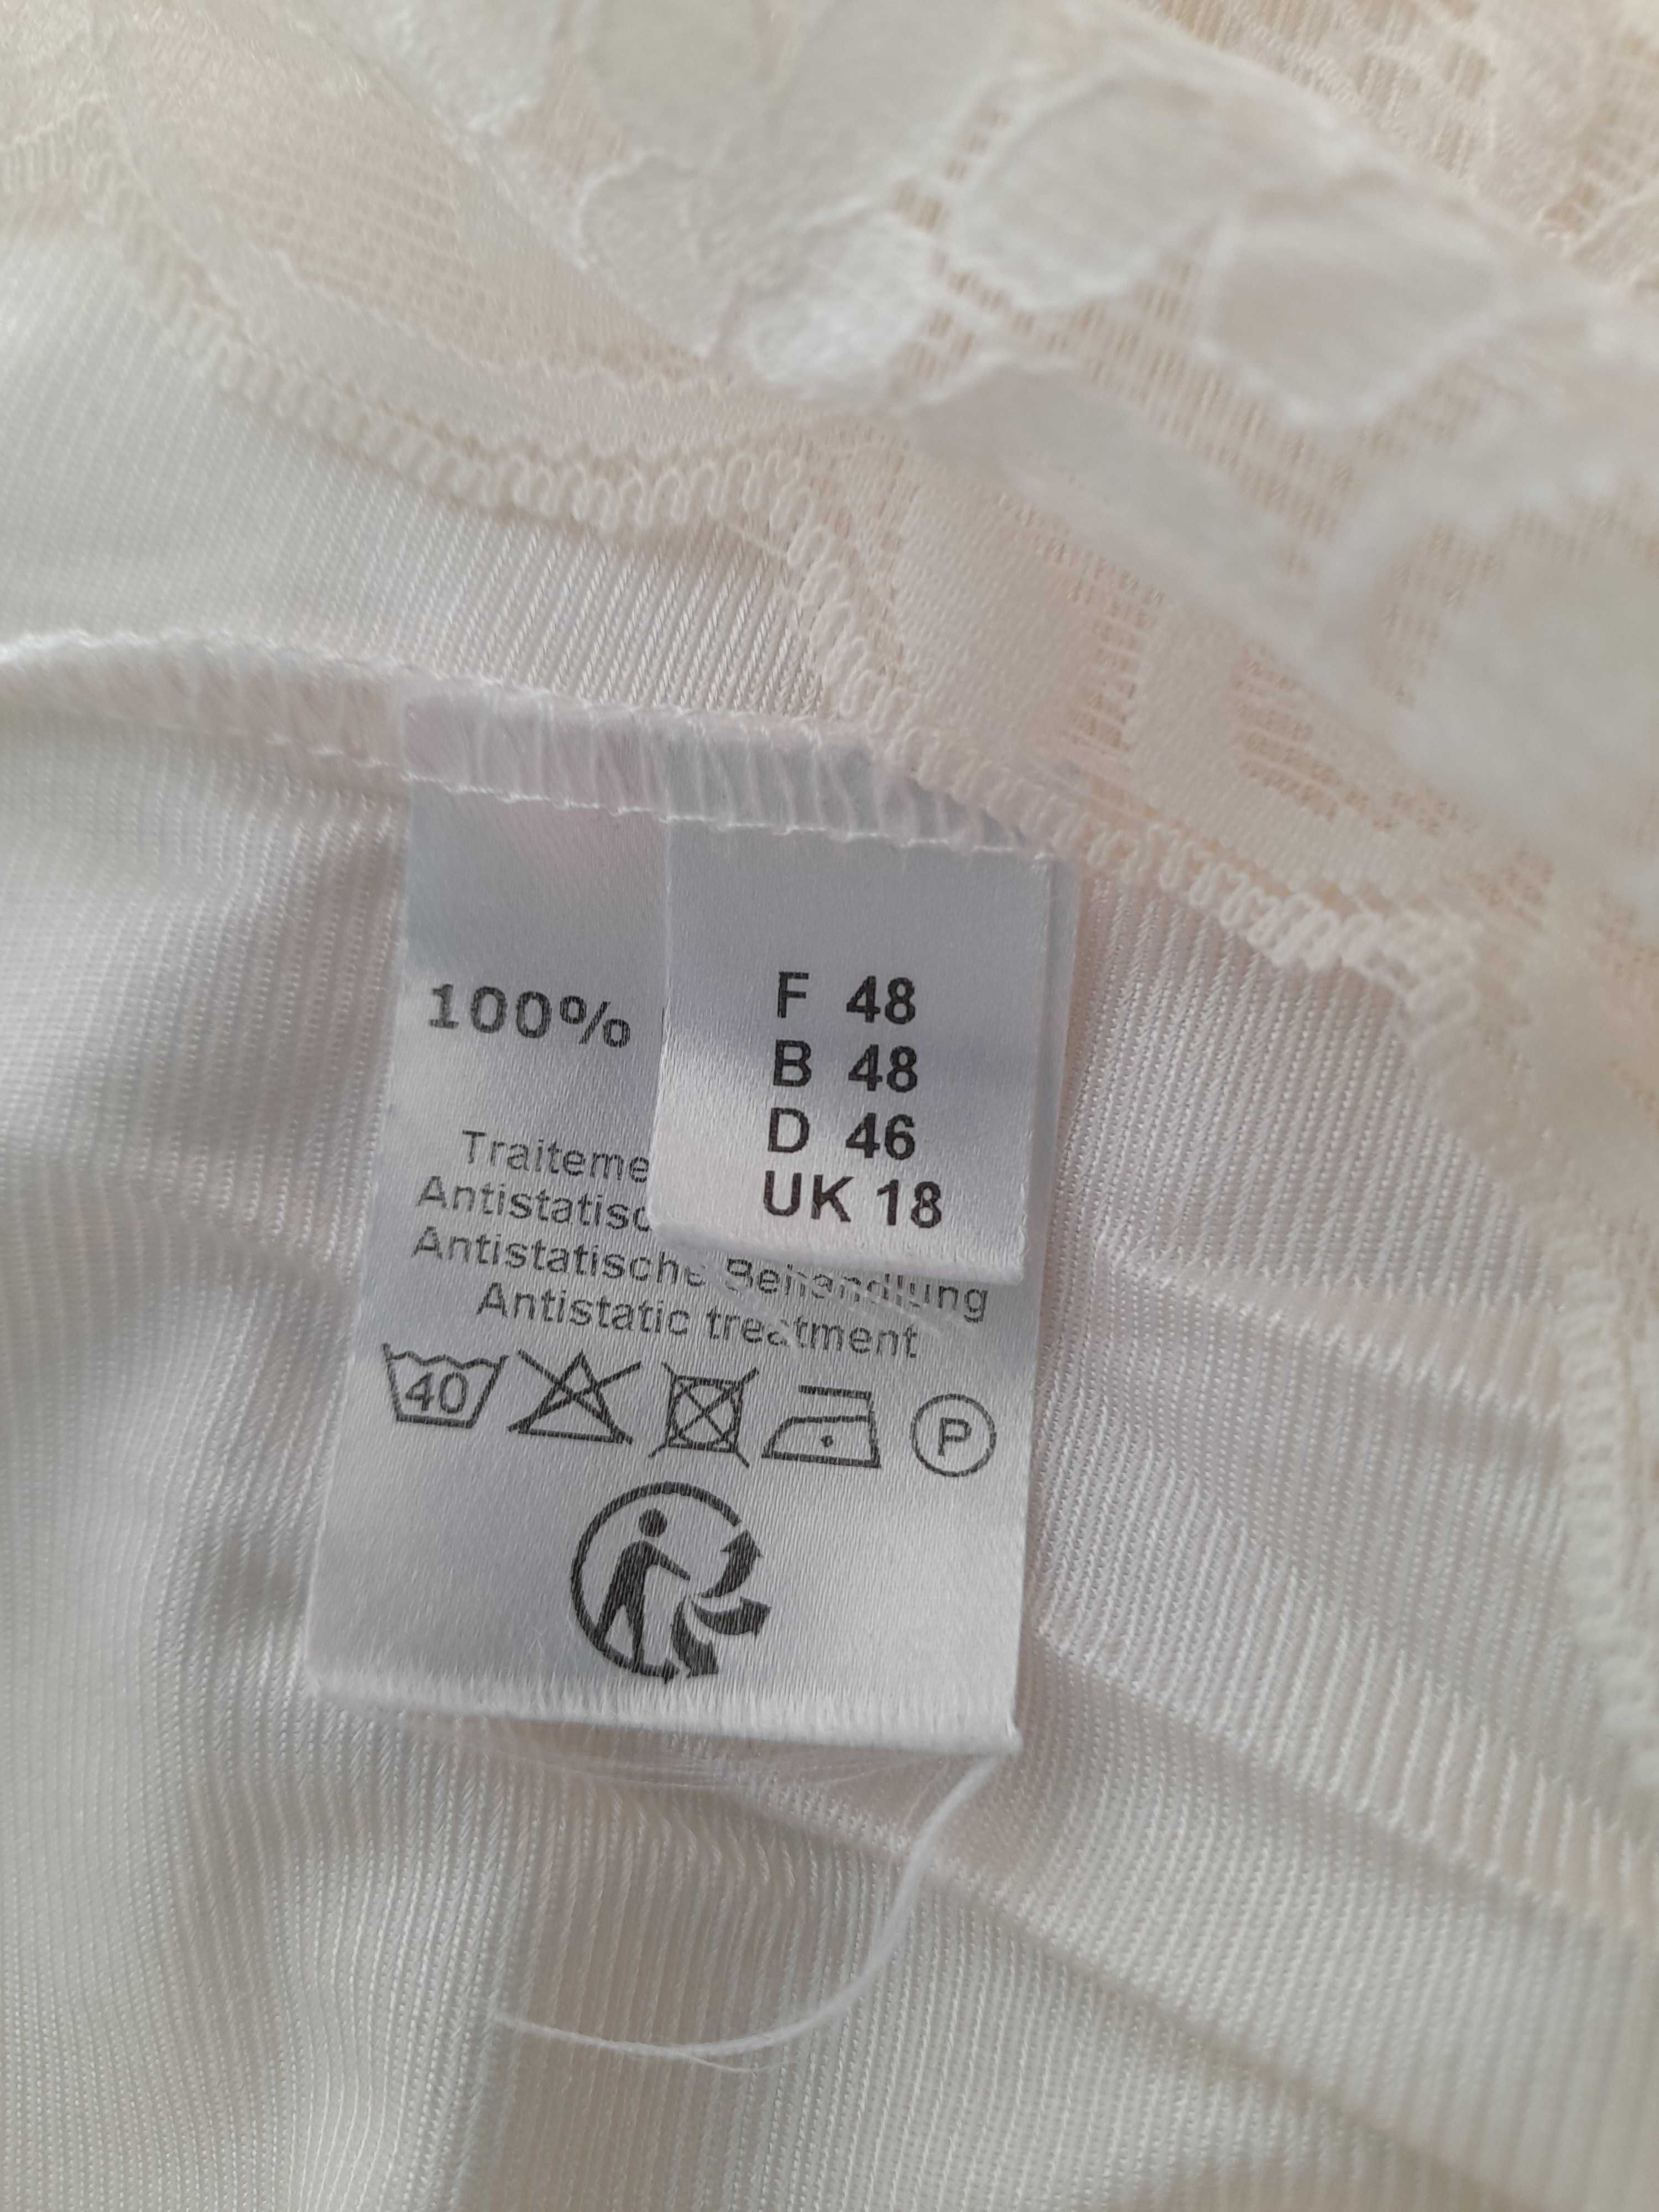 100%
F 48
B 48
D 46
UK 18
Antistatische Behandlung
Antistatic treatment
40
P